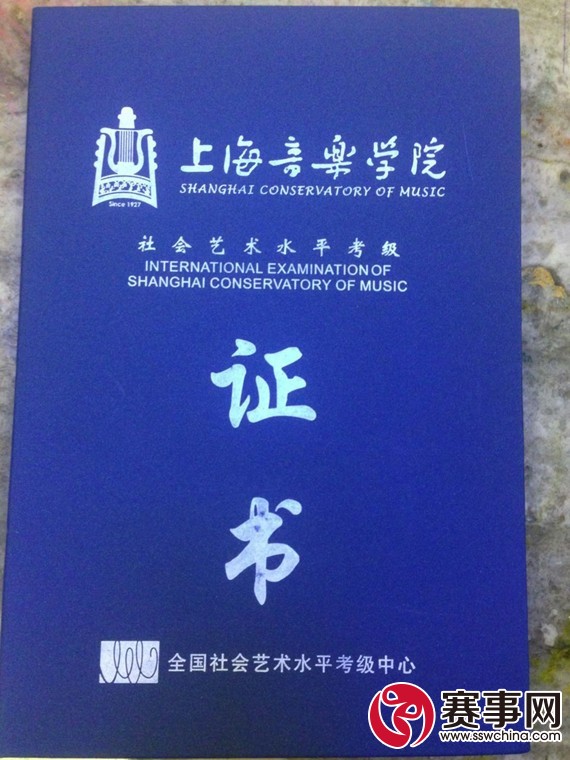 上海音樂学院
SHANGHAI CONSERVATORY OF MUSIC
Since 1927
社会艺术水平考级
INTERNATIONAL EXAMINATION OF
SHANGHAI CONSERVATORY OF MUSIC
证
书
全国社会艺术水平考级中心
赛事网
www.sswchina.com